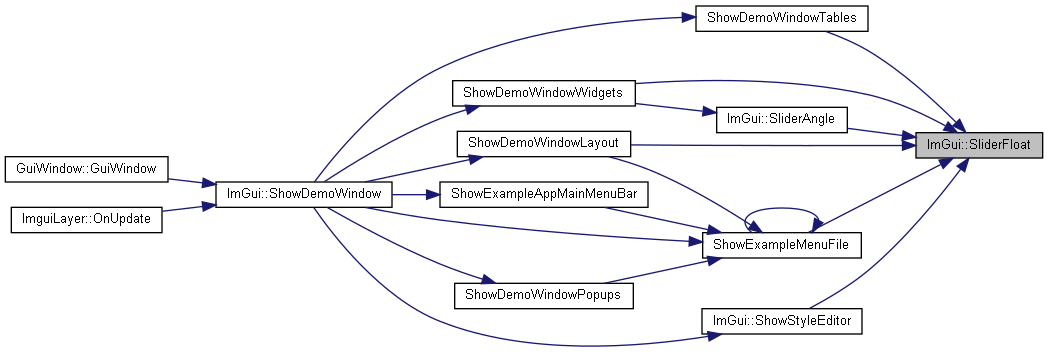 ShowDemoWindowTables
ShowDemoWindowWidgets
ImGui::SliderAngle
ShowDemoWindowLayout
ImGui::SliderFloat
GuiWindow::GuiWindow
ImGui::ShowDemoWindow
ShowExampleAppMainMenuBar
ImguiLayer::OnUpdate
ShowExampleMenuFile
ShowDemoWindowPopups
ImGui::ShowStyleEditor